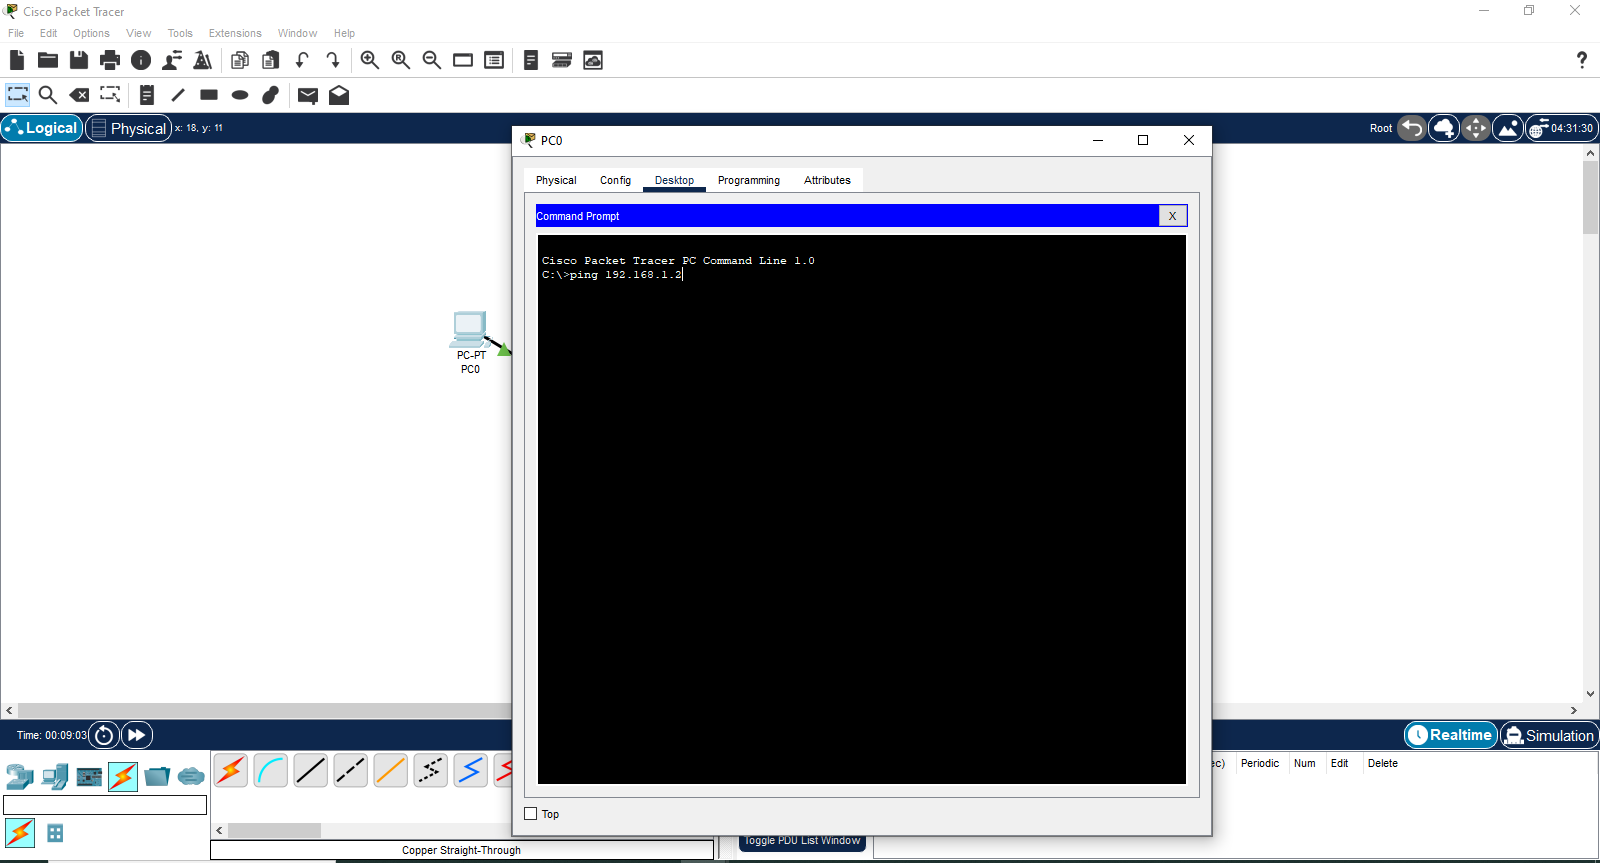 Cisco Packet Tracer
File Edit Options View Tools Extensions Window Help
Logical Physical x: 18, y: 11
Root 04:31:30
PC0
Physical Config Desktop Programming Attributes
Command Prompt X
Cisco Packet Tracer PC Command Line 1.0
C:\>ping 192.168.1.2
PC-PT
PC0
Time: 00:09:03
Realtime Simulation
ec) Periodic Num Edit Delete
Top
Toggle PDU List Window
Copper Straight-Through